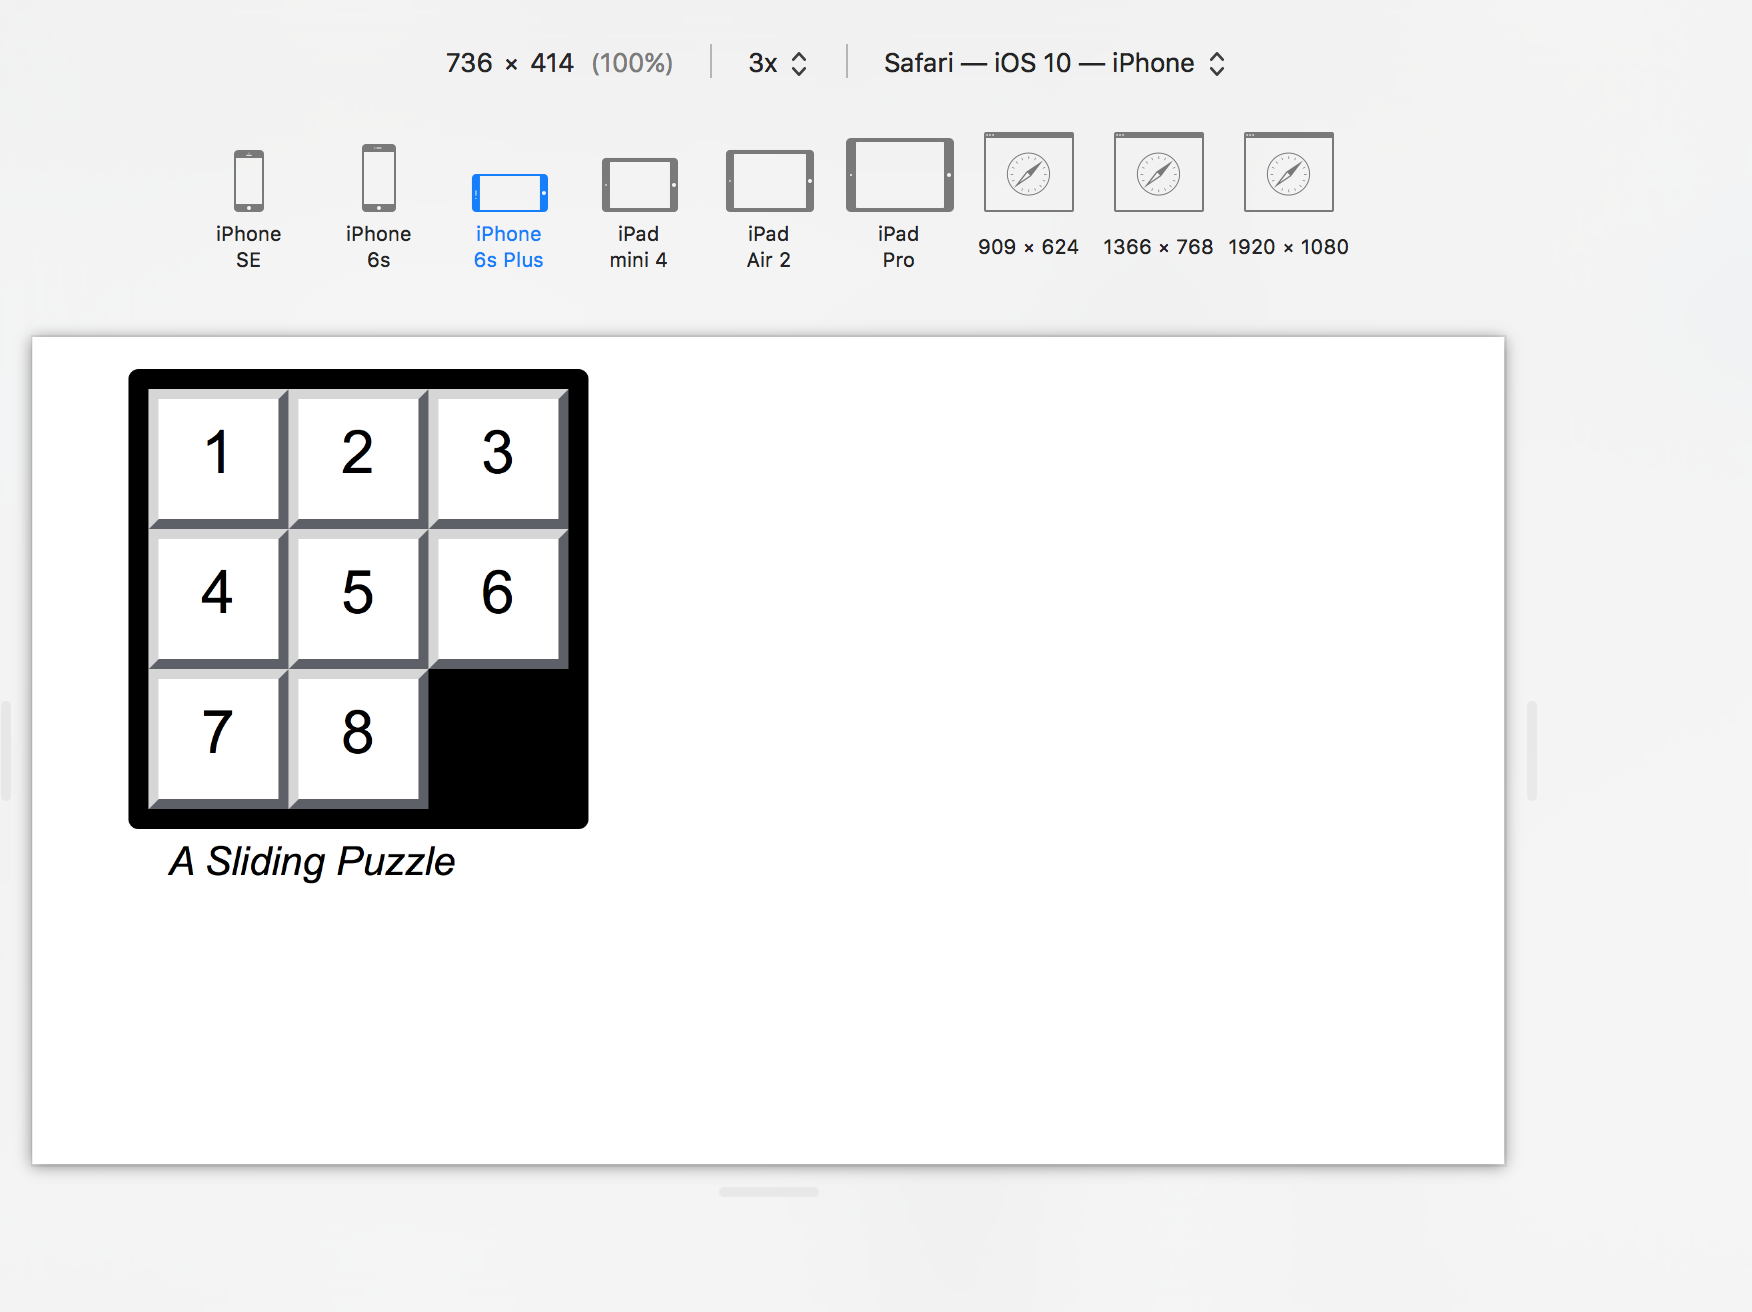 736 × 414 (100%) 3x Safari — iOS 10 — iPhone
iPhone SE
iPhone 6s
iPhone 6s Plus
iPad mini 4
iPad Air 2
iPad Pro
909 × 624
1366 × 768
1920 × 1080
1 2 3
4 5 6
7 8
A Sliding Puzzle